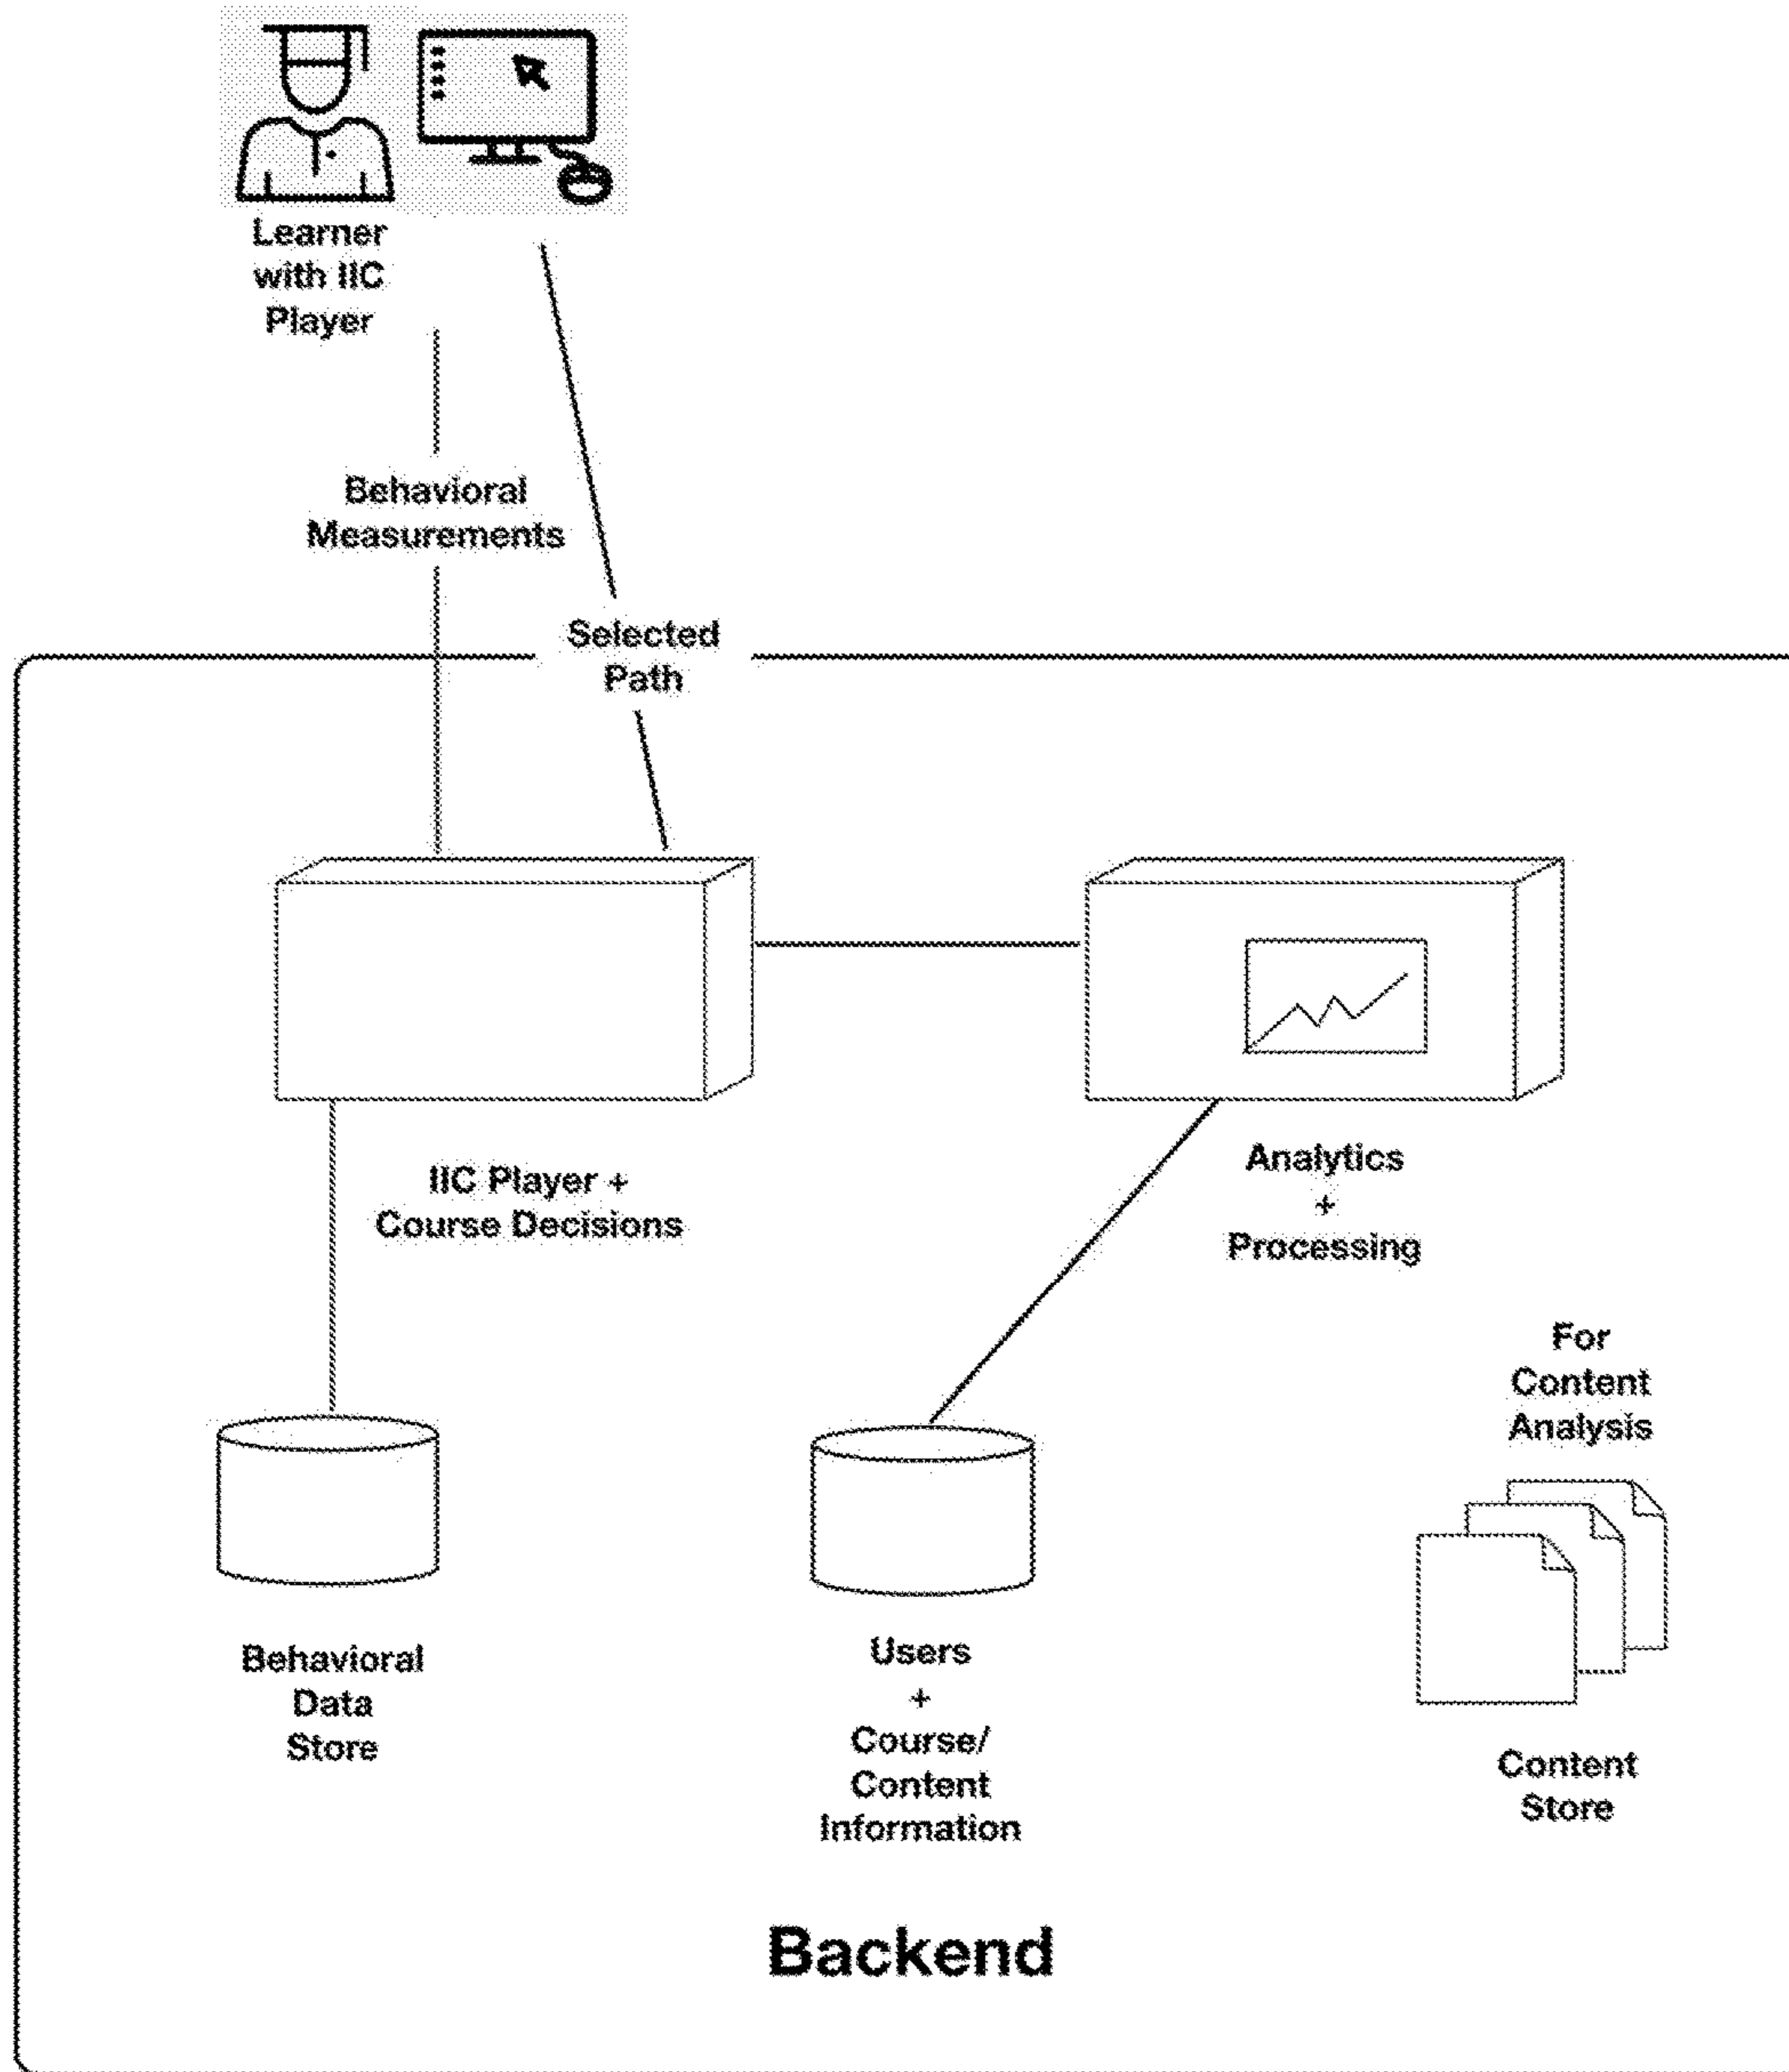 Learner
with IIC
Player
Behavioral
Measurements
Selected
Path
IIC Player +
Course Decisions
Analytics
+
Processing
For
Content
Analysis
Behavioral
Data
Store
Users
+
Course/
Content
Information
Content
Store
Backend